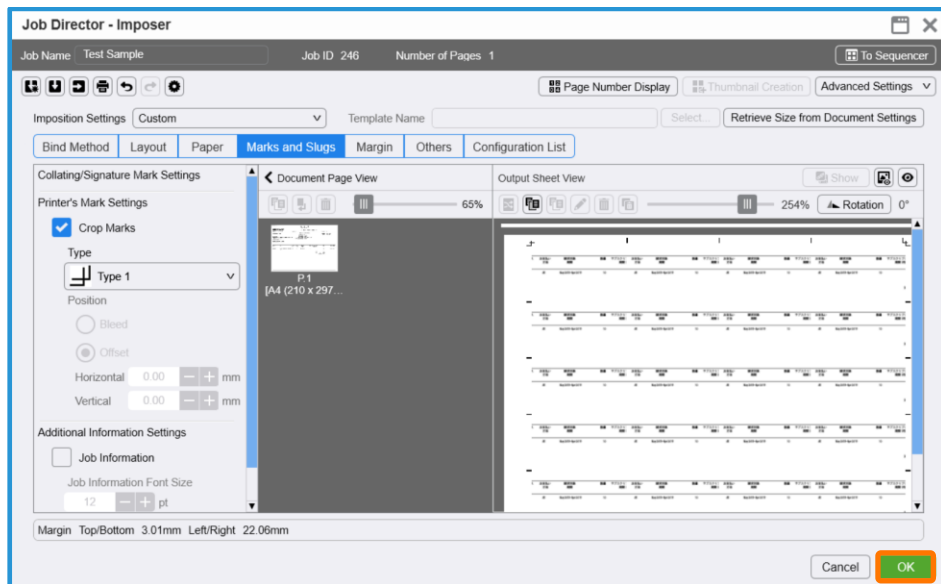 Job Director - Imposer
Job Name Test Sample Job ID 246 Number of Pages 1 To Sequencer
Page Number Display Thumbnail Creation Advanced Settings
Imposition Settings Custom Template Name Select... Retrieve Size from Document Settings
Bind Method Layout Paper Marks and Slugs Margin Others Configuration List
Collating/Signature Mark Settings
Printer's Mark Settings
Crop Marks
Type
Type 1
Position
Bleed
Offset
Horizontal 0.00 − + mm
Vertical 0.00 − + mm
Additional Information Settings
Job Information
Job Information Font Size
12 − + pt
Document Page View
65%
P.1
[A4 (210 x 297...
Output Sheet View Show
254% Rotation 0°
Margin Top/Bottom 3.01mm Left/Right 22.06mm
Cancel OK